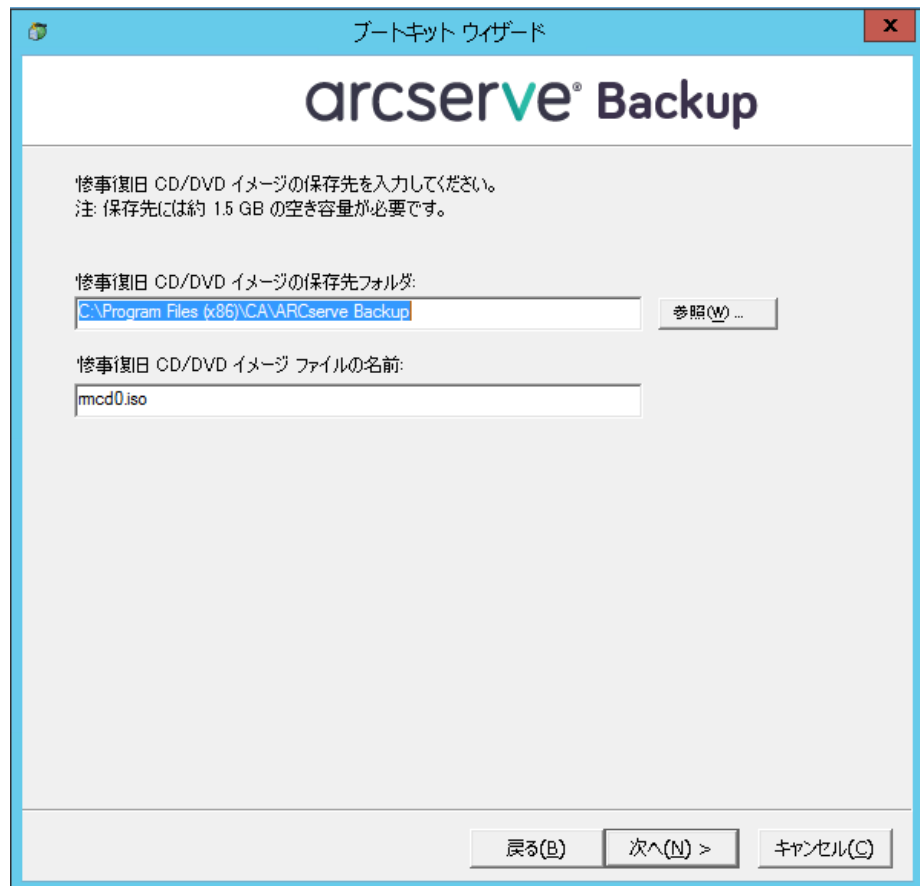 ブートキット ウィザード
x
arcserve® Backup
惨事復旧 CD/DVD イメージの保存先を入力してください。
注: 保存先には約 1.5 GB の空き容量が必要です。
惨事復旧 CD/DVD イメージの保存先フォルダ:
C:\Program Files (x86)\CA\ARCserve Backup
参照(W) ...
惨事復旧 CD/DVD イメージ ファイルの名前:
rmcd0.iso
戻る(B)
次へ(N) >
キャンセル(C)